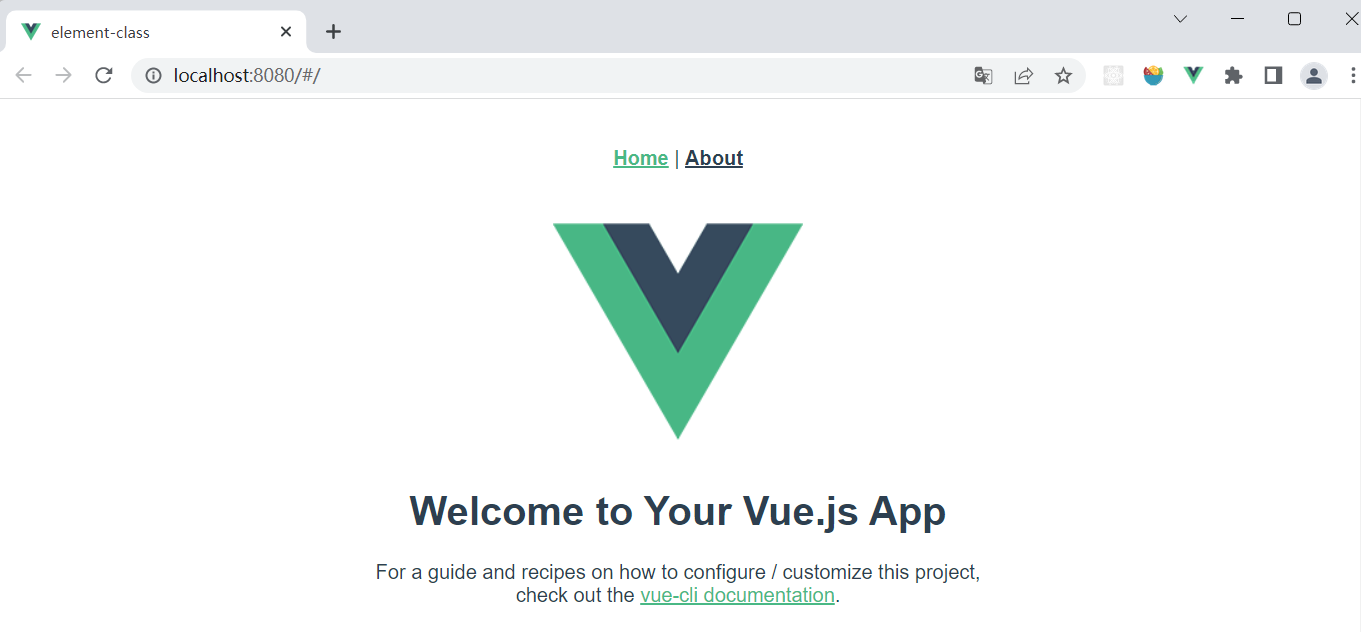 element-class
localhost:8080/#/
Home | About
Welcome to Your Vue.js App
For a guide and recipes on how to configure / customize this project,
check out the vue-cli documentation.